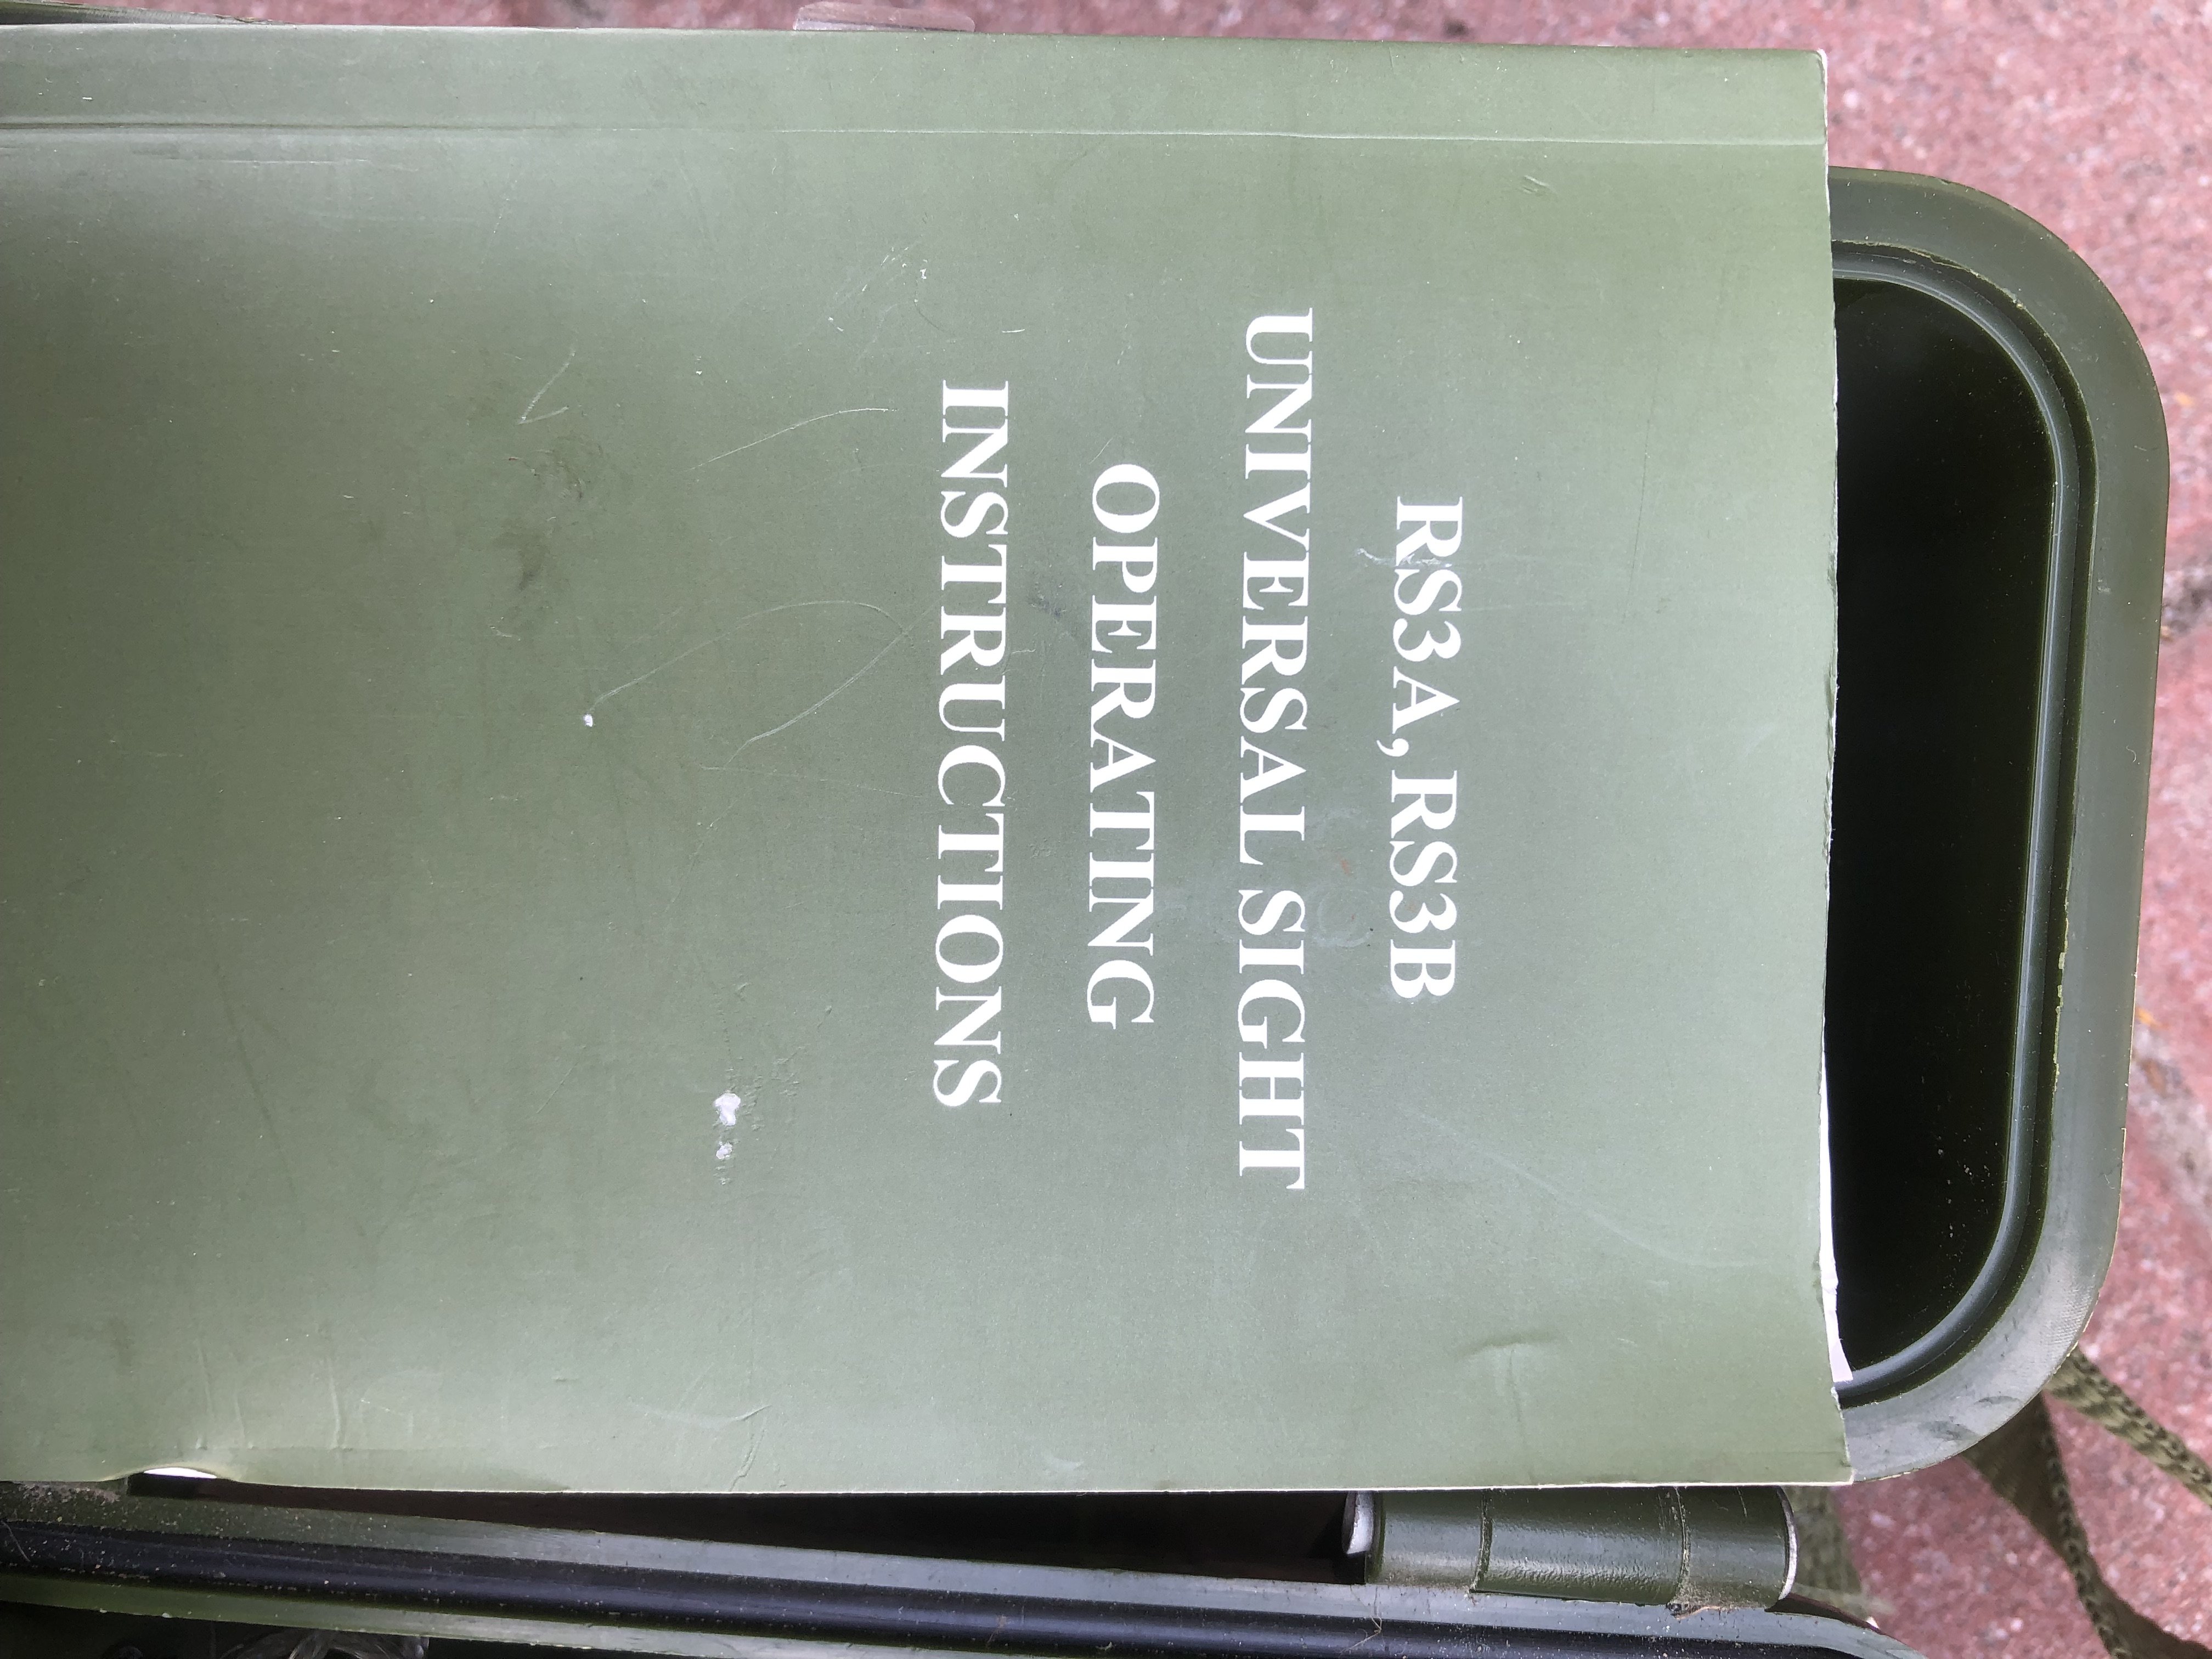 RS3A, RS3B
UNIVERSAL SIGHT
OPERATING
INSTRUCTIONS